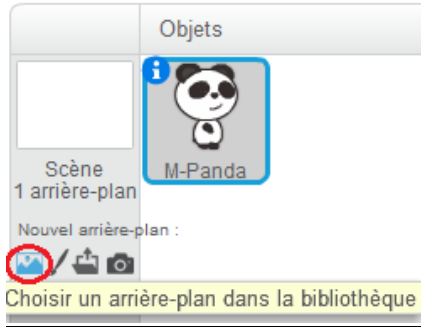 Objets
i
Scène
1 arrière-plan
M-Panda
Nouvel arrière-plan :
Choisir un arrière-plan dans la bibliothèque